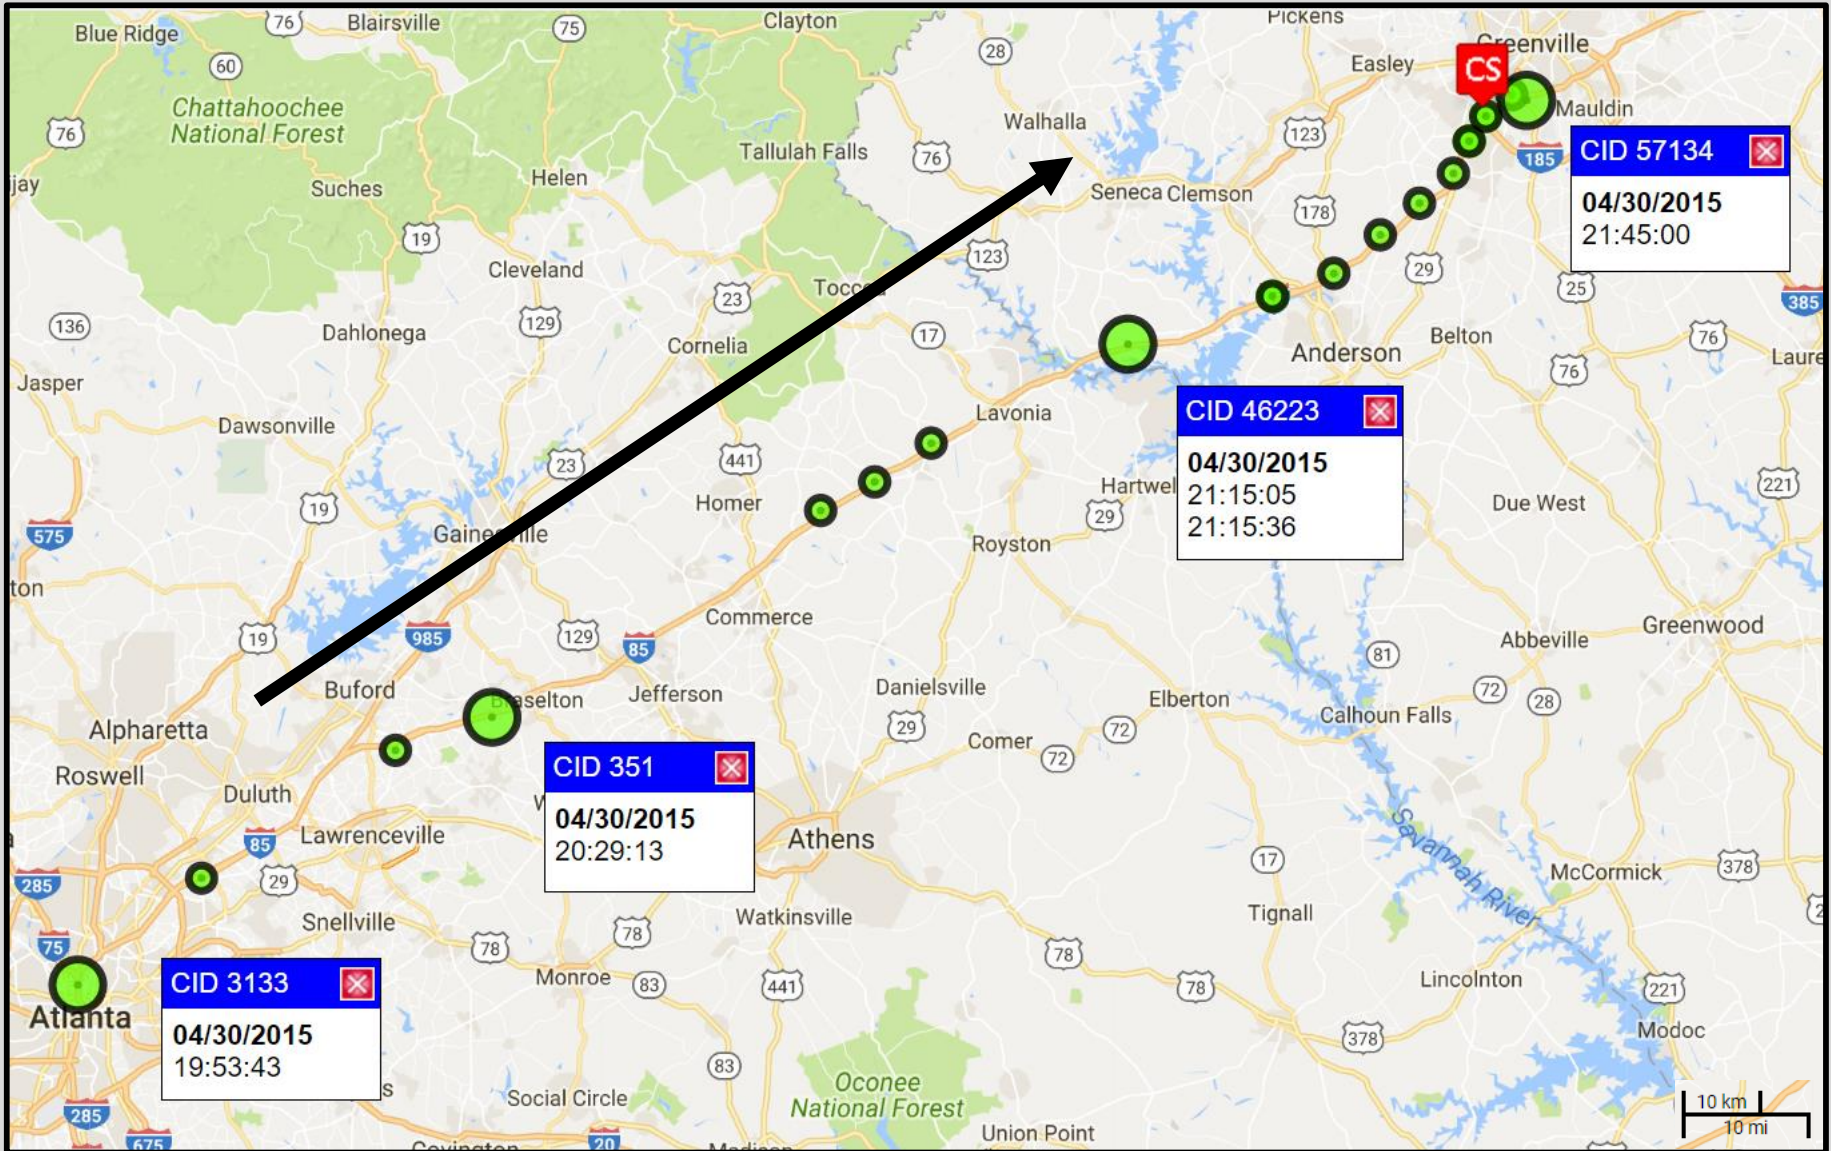 76
Blairsville
75
Clayton
Pickens
Blue Ridge
28
Greenville
60
Easley
CS
Chattahoochee
National Forest
Mauldin
76
Walhalla
123
CID 57134
185
04/30/2015
21:45:00
Tallulah Falls
76
jay
Suches
Helen
Seneca
Clemson
178
19
123
29
Cleveland
25
23
Toccoa
385
136
129
Dahlonega
17
Belton
76
Cornelia
Anderson
Laure
Jasper
76
Lavonia
CID 46223
04/30/2015
21:15:05
21:15:36
Dawsonville
441
23
Hartwel
221
Homer
19
Due West
29
575
Gainesville
Royston
ton
Commerce
Greenwood
19
985
129
85
Abbeville
81
Buford
Braselton
Jefferson
Danielsville
Elberton
72
28
Alpharetta
29
72
Calhoun Falls
Comer
72
Roswell
CID 351
04/30/2015
20:29:13
Duluth
Lawrenceville
85
Athens
Savannah River
17
McCormick
378
285
29
Snellville
Watkinsville
Tignall
75
78
78
78
CID 3133
04/30/2015
19:53:43
Monroe
83
441
78
Lincolnton
221
Atlanta
Modoc
378
83
Oconee
National Forest
s
Social Circle
10 km
10 mi
285
675
20
Union Point
Covington
Madison